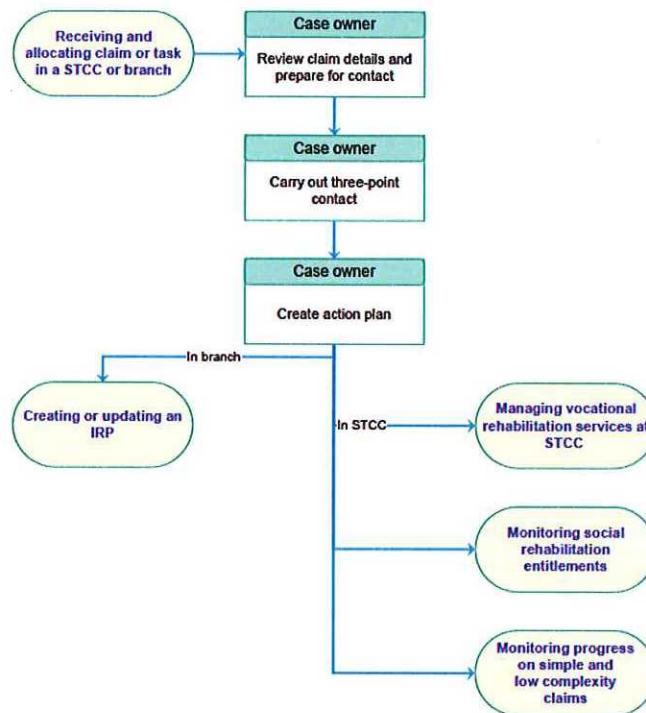 Receiving and
allocating claim or task
in a STCC or branch
Case owner
Review claim details and
prepare for contact
Case owner
Carry out three-point
contact
Case owner
Create action plan
In branch
Creating or updating an
IRP
In STCC
Managing vocational
rehabilitation services at
STCC
Monitoring social
rehabilitation
entitlements
Monitoring progress
on simple and
low complexity
claims